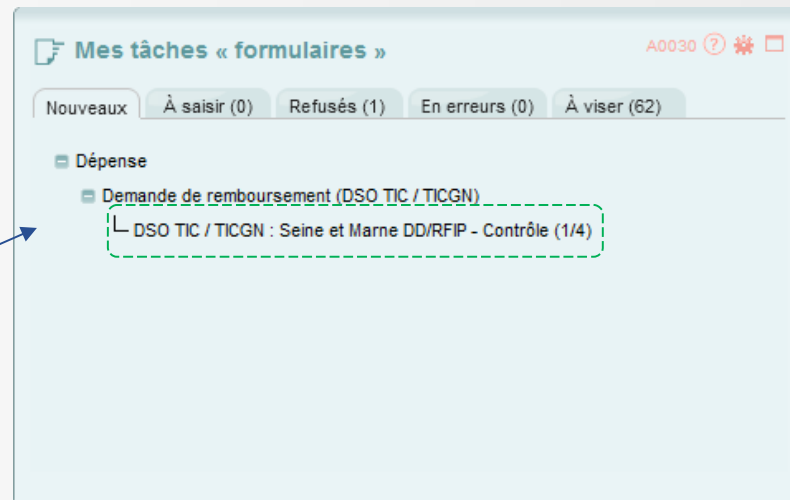 Mes tâches « formulaires »
A0030 ?
Nouveaux À saisir (0) Refusés (1) En erreurs (0) À viser (62)
Dépense
Demande de remboursement (DSO TIC / TICGN)
DSO TIC / TICGN : Seine et Marne DD/RFIP - Contrôle (1/4)